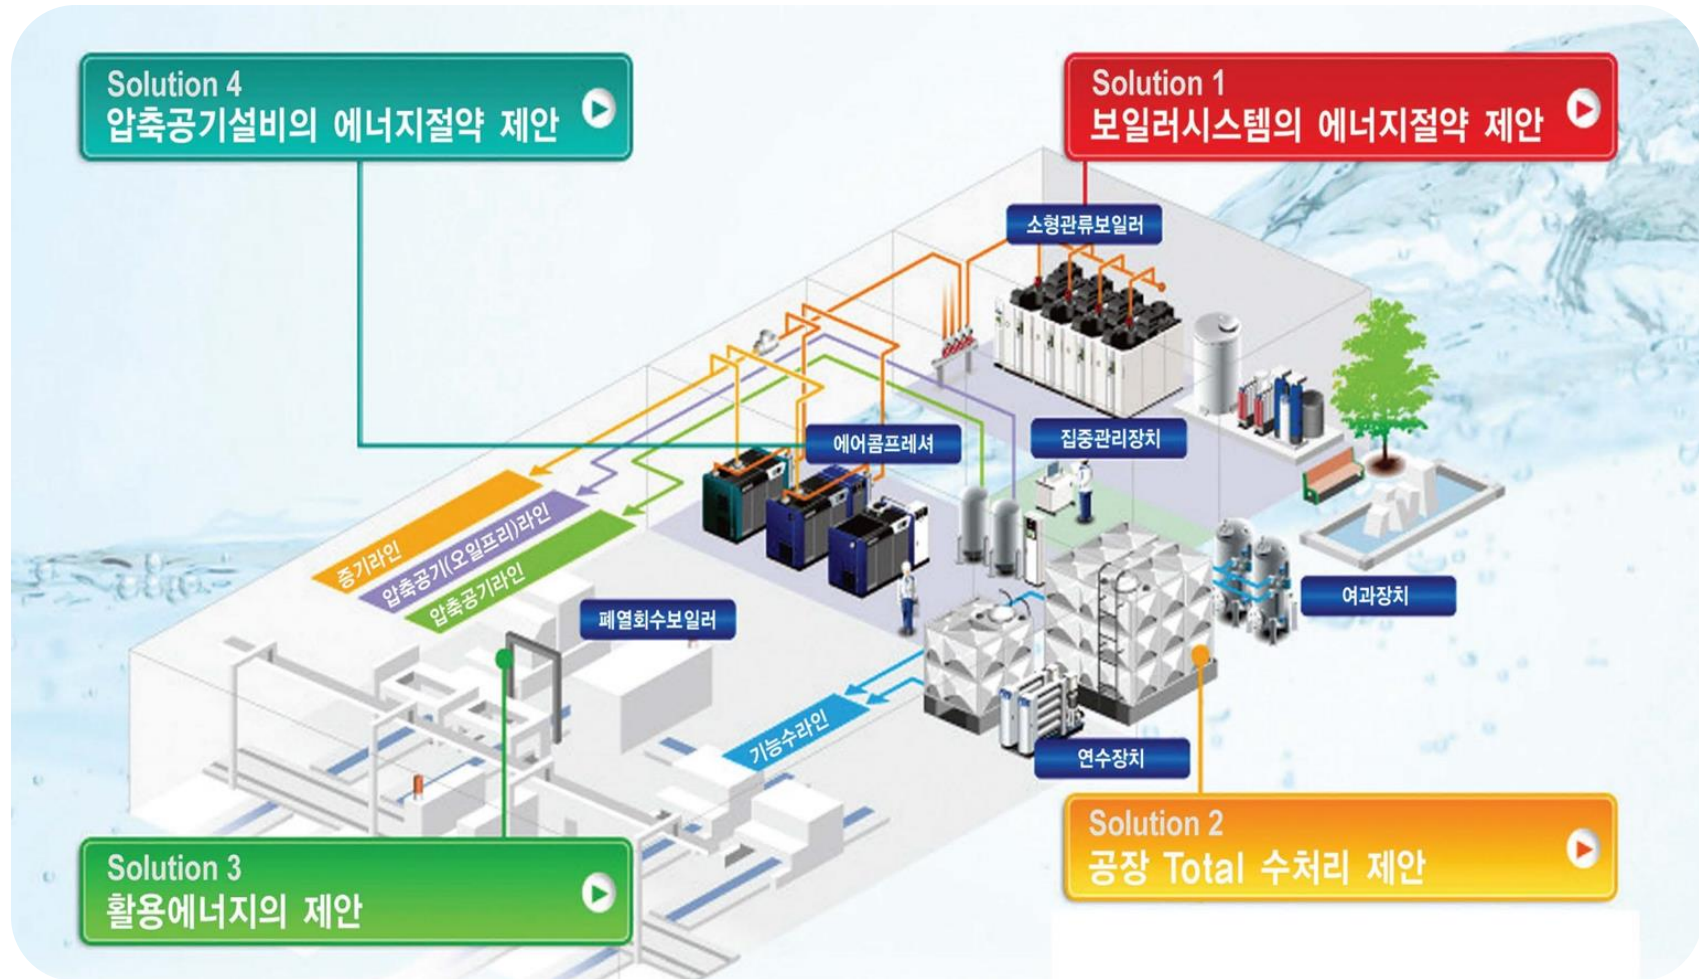 Solution 4
압축공기설비의 에너지절약 제안
Solution 1
보일러시스템의 에너지절약 제안
소형관류보일러
에어콤프레셔
집중관리장치
증기라인
압축공기(오일프리)라인
압축공기라인
폐열회수보일러
여과장치
기능수라인
연수장치
Solution 2
공장 Total 수처리 제안
Solution 3
활용에너지의 제안